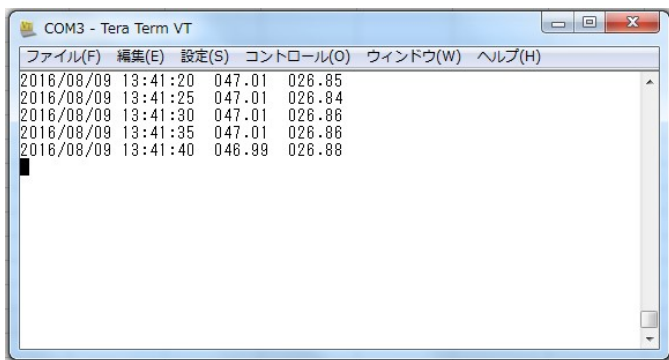 COM3 - Tera Term VT
ファイル(F) 編集(E) 設定(S) コントロール(O) ウィンドウ(W) ヘルプ(H)
2016/08/09 13:41:20 047.01 026.85
2016/08/09 13:41:25 047.01 026.84
2016/08/09 13:41:30 047.01 026.86
2016/08/09 13:41:35 047.01 026.86
2016/08/09 13:41:40 046.99 026.88